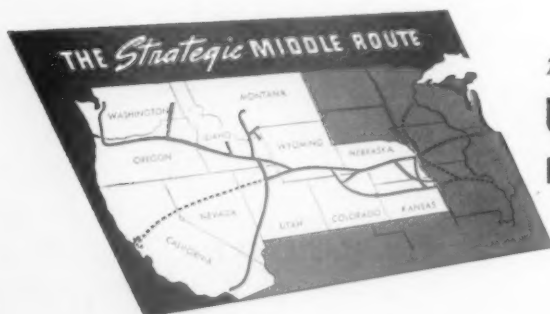 THE Strategic MIDDLE ROUTE
WASHINGTON
MONTANA
OREGON
IDAHO
WYOMING
NEBRASKA
NEVADA
UTAH
COLORADO
KANSAS
CALIFORNIA